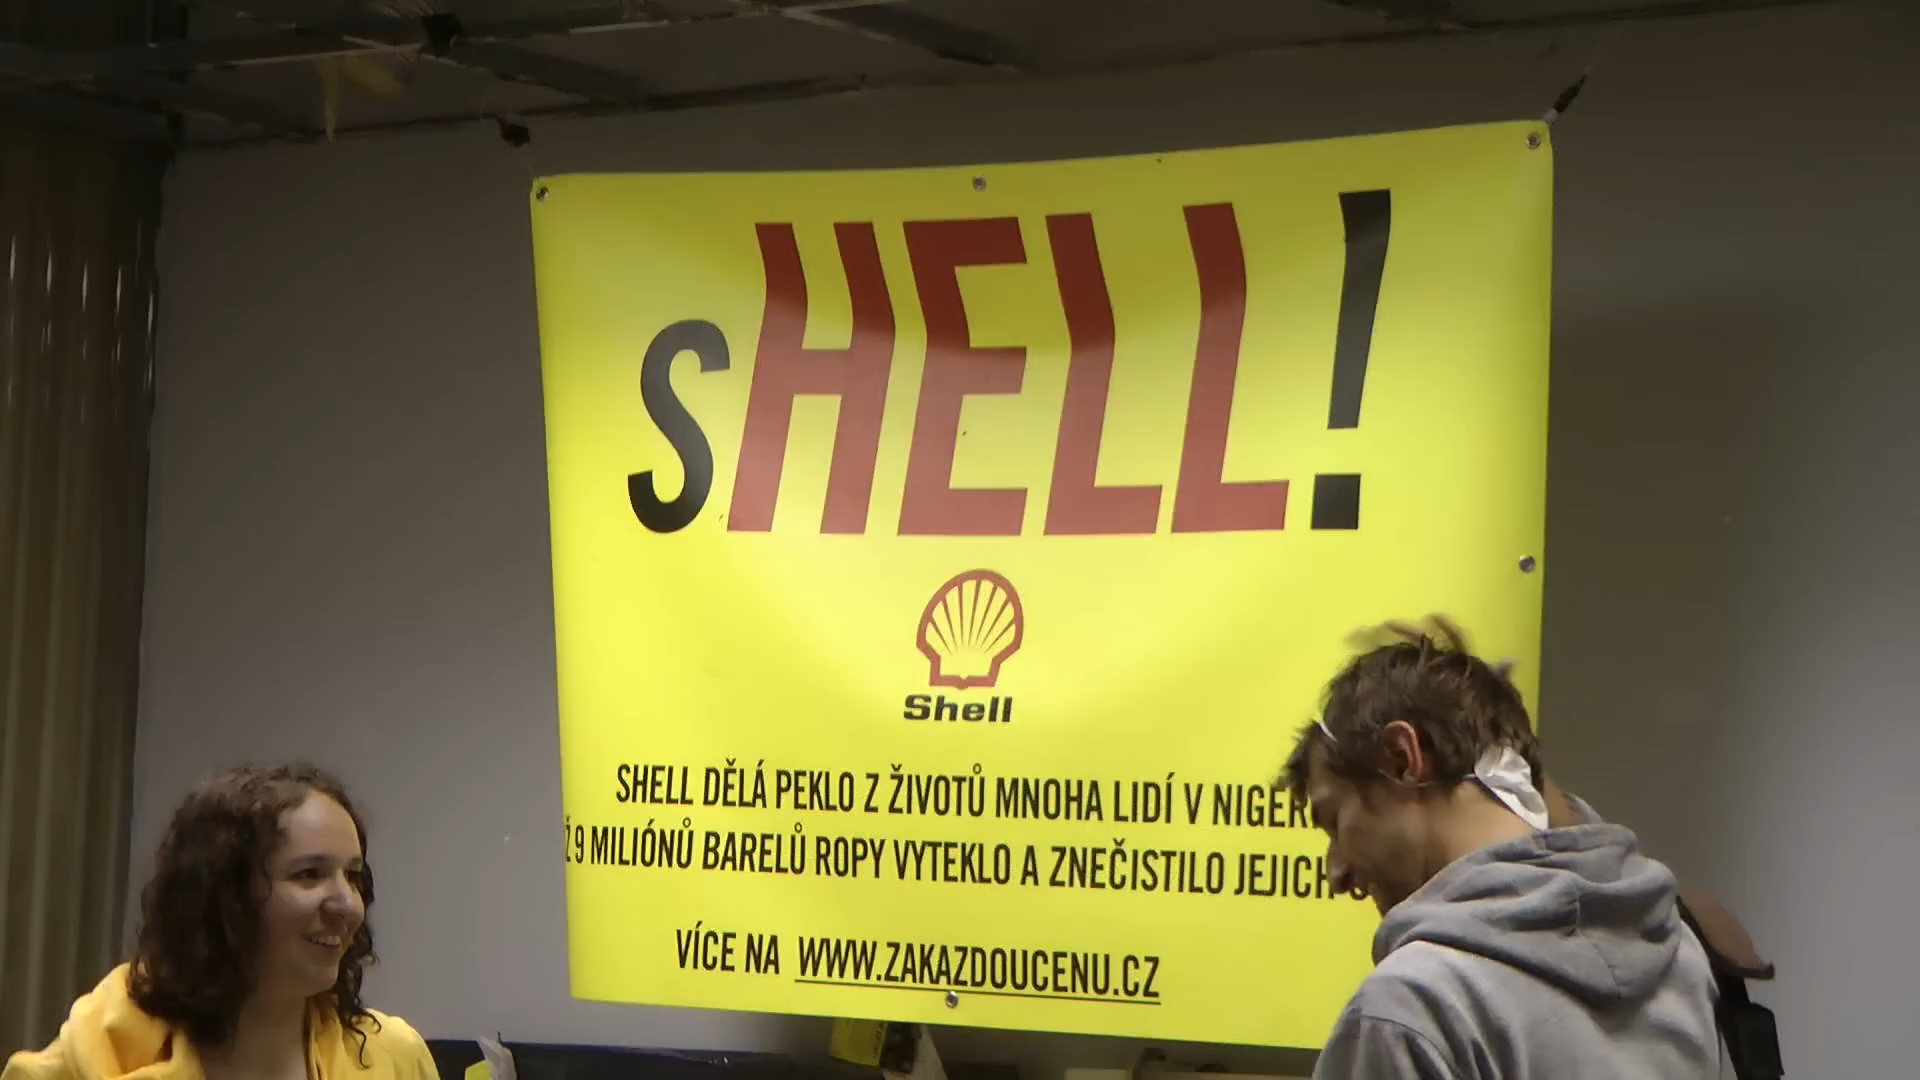 sHELL!
Shell
SHELL DĚLÁ PEKLO Z ŽIVOTŮ MNOHA LIDÍ V
9 MILIÓNŮ BARELŮ ROPY VYTEKLO A ZNEČISTILO JEJICH
VÍCE NA WWW.ZAKAZDOUCENU.CZ